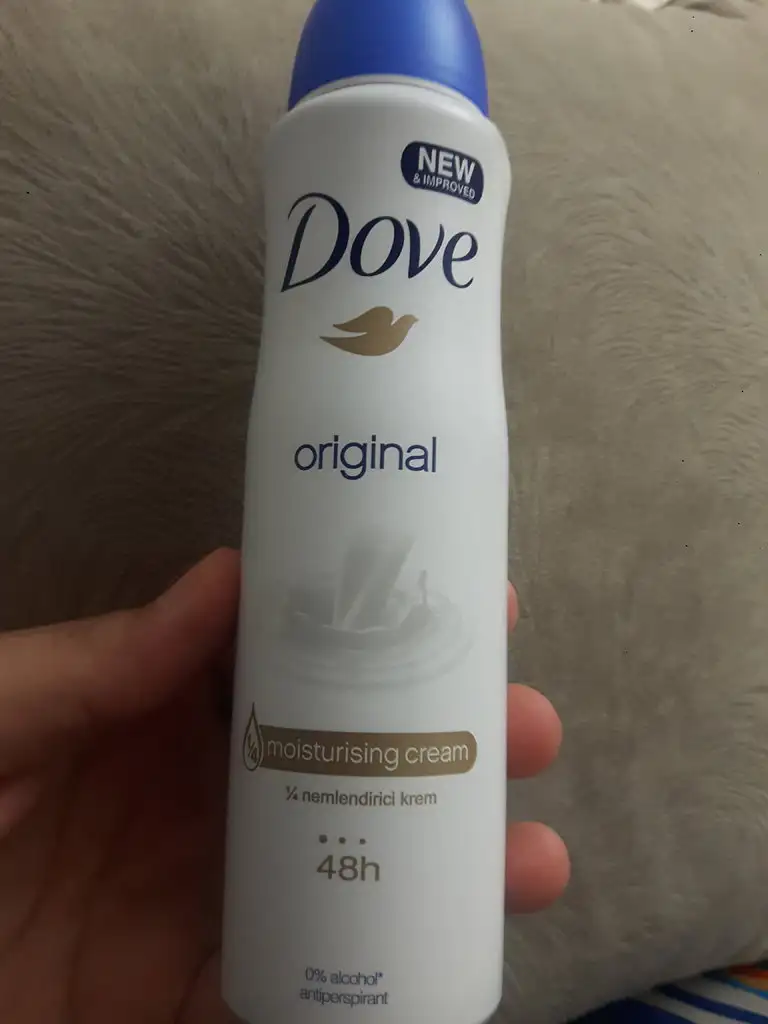 NEW
& IMPROVED
Dove
original
¼ moisturising cream
¼ nemlendirici krem
48h
0% alcohol*
antiperspirant